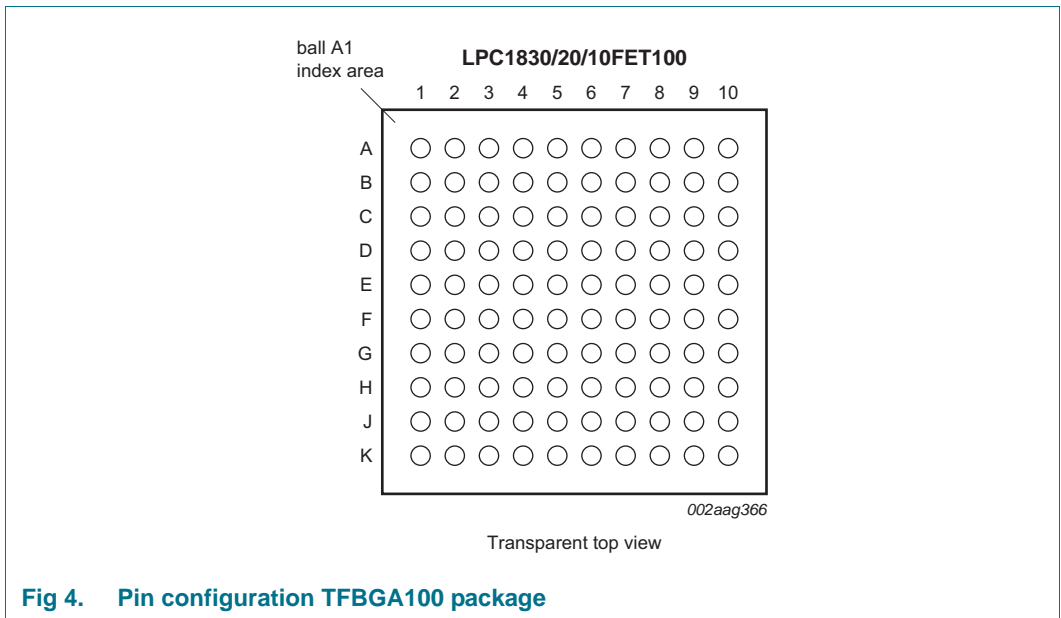 ball A1
index area
LPC1830/20/10FET100
1 2 3 4 5 6 7 8 9 10
A
B
C
D
E
F
G
H
J
K
002aag366
Transparent top view
Fig 4. Pin configuration TFBGA100 package